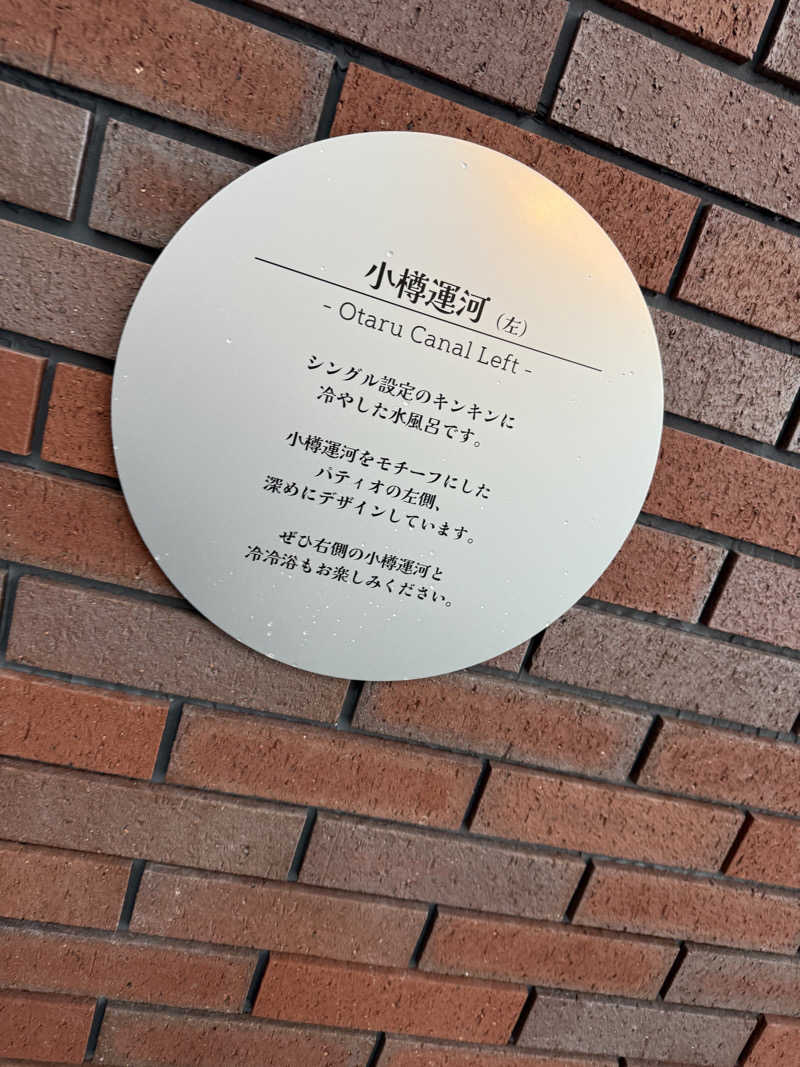 小樽運河（左）
- Otaru Canal Left -
シングル設定のキンキンに
冷やした水風呂です。
小樽運河をモチーフにした
パティオの左側、
深めにデザインしています。
ぜひ右側の小樽運河と
冷冷浴もお楽しみください。